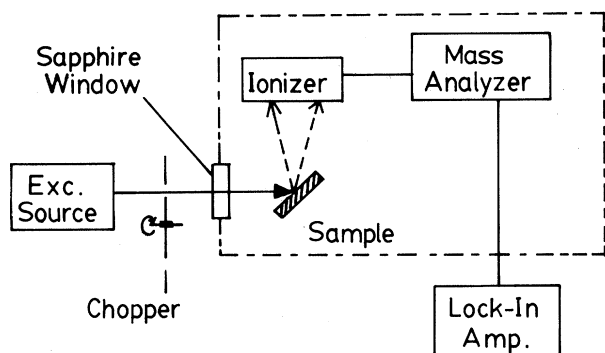 Sapphire
Window
Ionizer
Mass
Analyzer
Exc.
Source
Sample
Chopper
Lock-In
Amp.